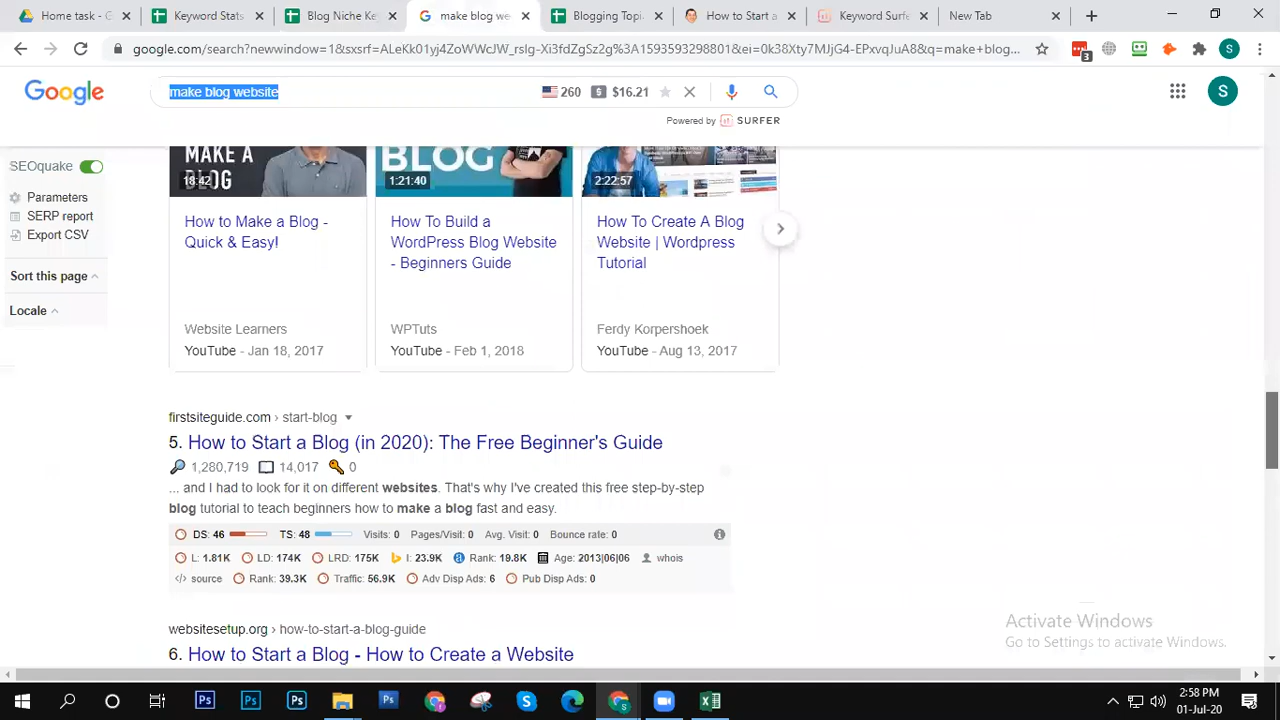 Home task - G
Keyword Stats
Blog Niche Ke
make blog we
Blogging Topi
How to Start a
Keyword Surfe
New Tab
google.com/search?newwindow=1&sxsrf=ALeKk01yj4ZoWWcJW_rslg-Xi3fdZgSz2g%3A1593593298801&ei=0k38Xty7MJjG4-EPxvqJuA8&q=make+blog...
3
S
Google
make blog website
260
$
$16.21
S
Powered by SURFER
SEOquake
Parameters
SERP report
Export CSV
Sort this page
Locale
MAKE A
BLOG
18:42
BLOG
1:21:40
2:22:57
How to Make a Blog -
Quick & Easy!
How To Build a
WordPress Blog Website
- Beginners Guide
How To Create A Blog
Website | Wordpress
Tutorial
Website Learners
YouTube - Jan 18, 2017
WPTuts
YouTube - Feb 1, 2018
Ferdy Korpershoek
YouTube - Aug 13, 2017
firstsiteguide.com › start-blog
5. How to Start a Blog (in 2020): The Free Beginner's Guide
1,280,719 14,017 0
... and I had to look for it on different websites. That's why I've created this free step-by-step
blog tutorial to teach beginners how to make a blog fast and easy.
DS: 46 TS: 48 Visits: 0 Pages/Visit: 0 Avg. Visit: 0 Bounce rate: 0
L: 1.81K LD: 174K LRD: 175K I: 23.9K Rank: 19.8K Age: 2013|06|06 whois
</> source Rank: 39.3K Traffic: 56.9K Adv Disp Ads: 6 Pub Disp Ads: 0
websitesetup.org › how-to-start-a-blog-guide
6. How to Start a Blog - How to Create a Website
Activate Windows
Go to Settings to activate Windows.
Ps
Ps
Ps
Ps
2:58 PM
01-Jul-20